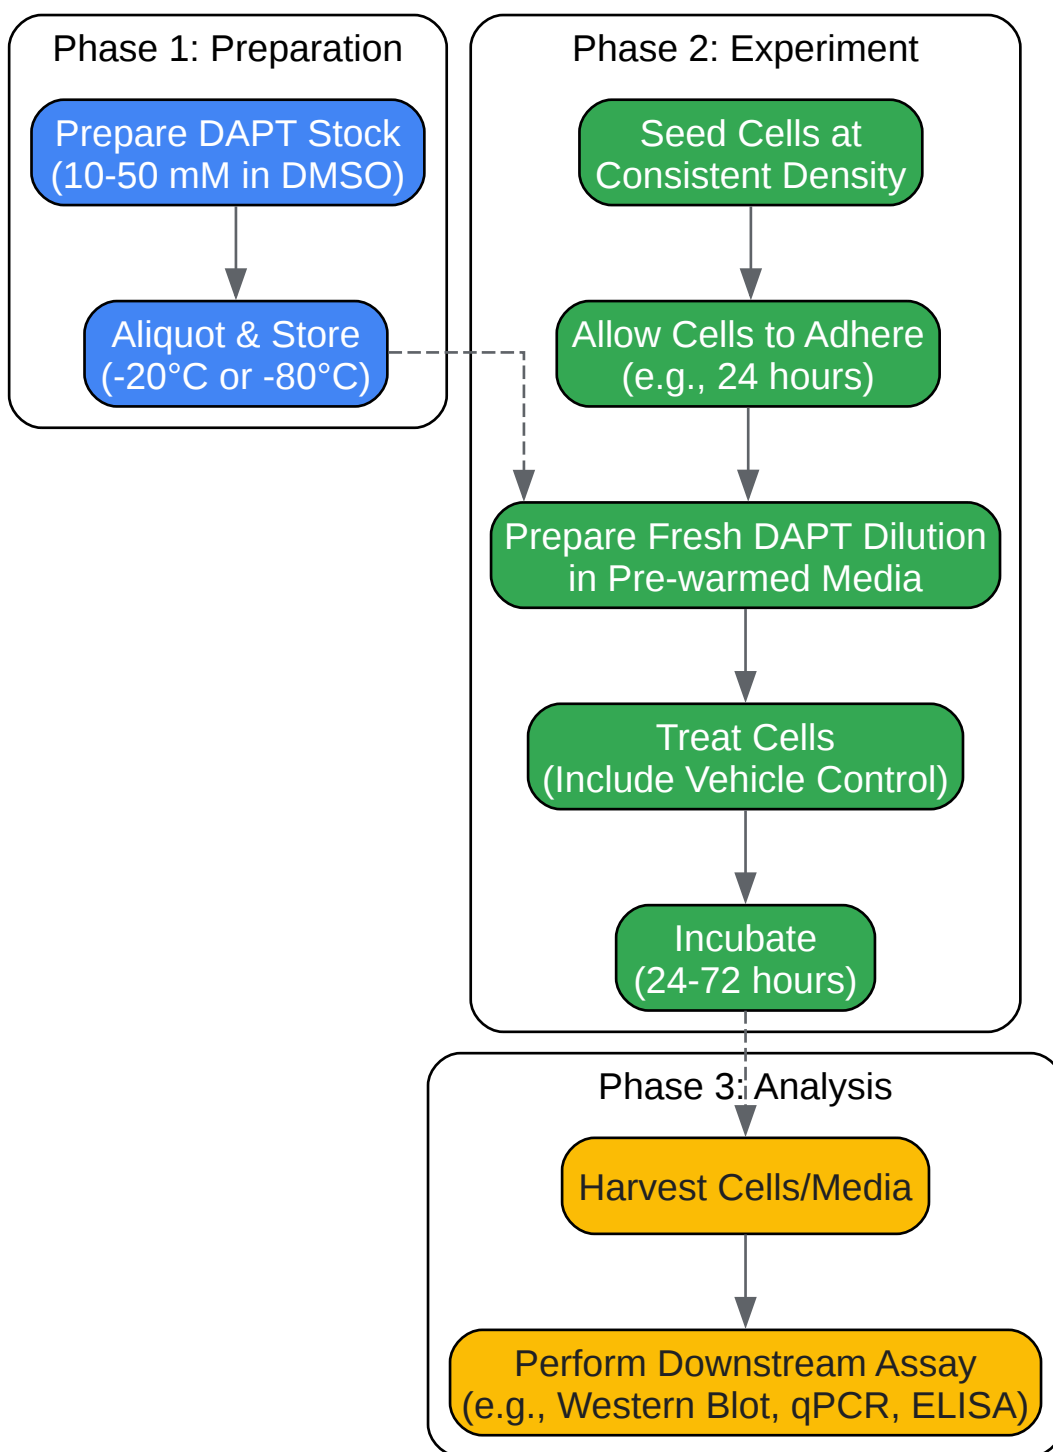 Phase 1: Preparation
Prepare DAPT Stock
(10-50 mM in DMSO)
Aliquot & Store
(-20°C or -80°C)
Phase 2: Experiment
Seed Cells at
Consistent Density
Allow Cells to Adhere
(e.g., 24 hours)
Prepare Fresh DAPT Dilution
in Pre-warmed Media
Treat Cells
(Include Vehicle Control)
Incubate
(24-72 hours)
Phase 3: Analysis
Harvest Cells/Media
Perform Downstream Assay
(e.g., Western Blot, qPCR, ELISA)